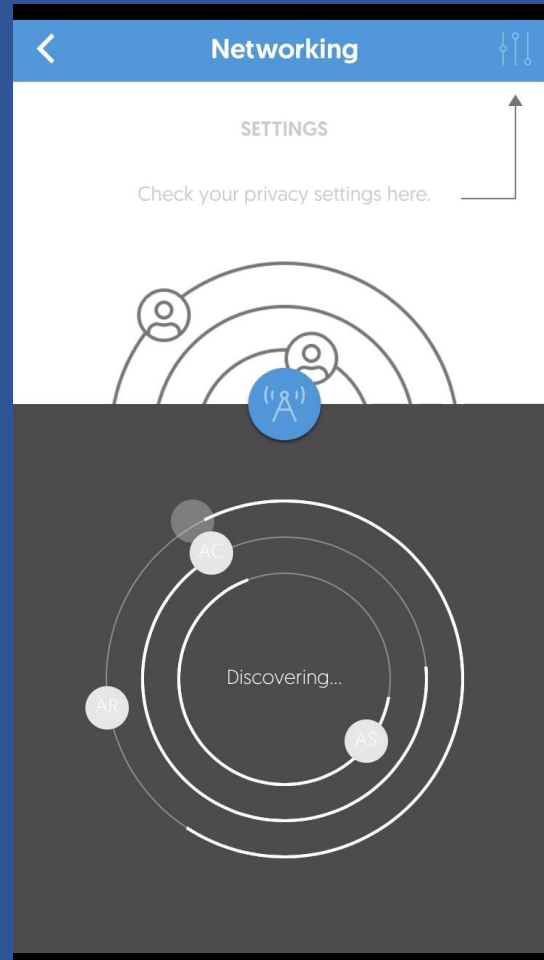 Networking
SETTINGS
Check your privacy settings here.
AC
Discovering...
AR
AS